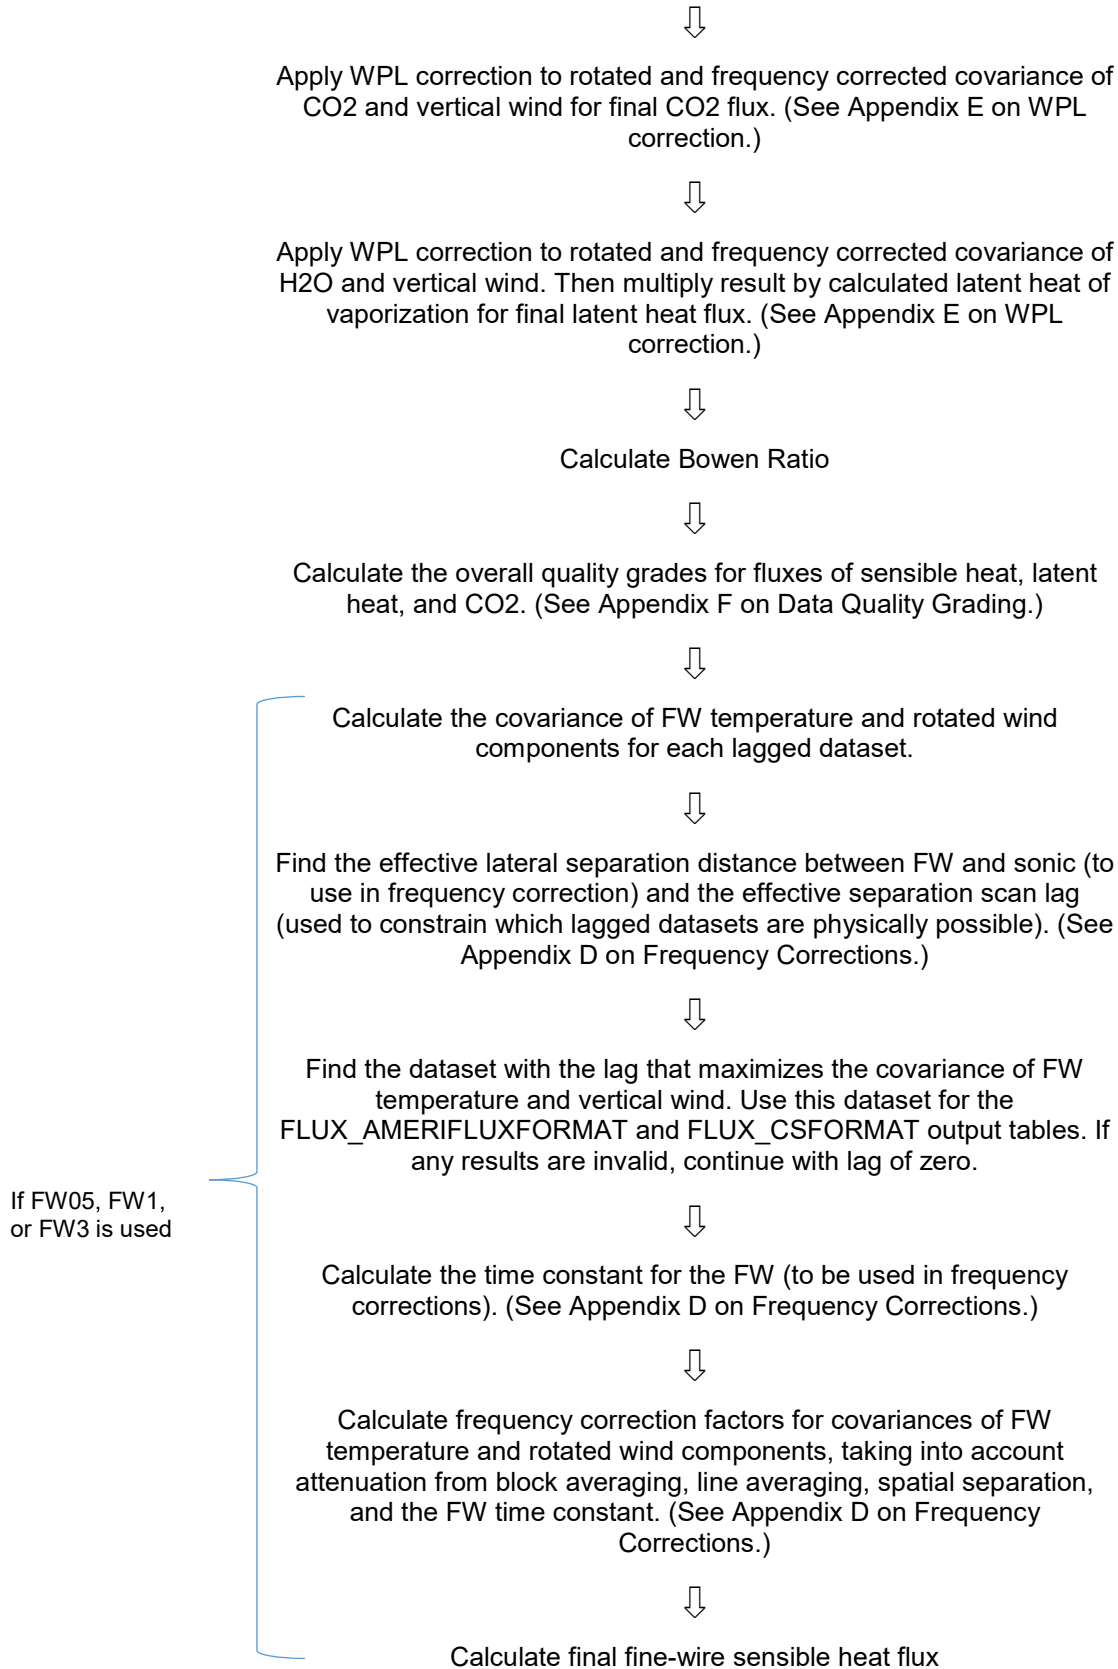 Apply WPL correction to rotated and frequency corrected covariance of
CO2 and vertical wind for final CO2 flux. (See Appendix E on WPL
correction.)
Apply WPL correction to rotated and frequency corrected covariance of
H2O and vertical wind. Then multiply result by calculated latent heat of
vaporization for final latent heat flux. (See Appendix E on WPL
correction.)
Calculate Bowen Ratio
Calculate the overall quality grades for fluxes of sensible heat, latent
heat, and CO2. (See Appendix F on Data Quality Grading.)
If FW05, FW1,
or FW3 is used
Calculate the covariance of FW temperature and rotated wind
components for each lagged dataset.
Find the effective lateral separation distance between FW and sonic (to
use in frequency correction) and the effective separation scan lag
(used to constrain which lagged datasets are physically possible). (See
Appendix D on Frequency Corrections.)
Find the dataset with the lag that maximizes the covariance of FW
temperature and vertical wind. Use this dataset for the
FLUX_AMERIFLUXFORMAT and FLUX_CSFORMAT output tables. If
any results are invalid, continue with lag of zero.
Calculate the time constant for the FW (to be used in frequency
corrections). (See Appendix D on Frequency Corrections.)
Calculate frequency correction factors for covariances of FW
temperature and rotated wind components, taking into account
attenuation from block averaging, line averaging, spatial separation,
and the FW time constant. (See Appendix D on Frequency
Corrections.)
Calculate final fine-wire sensible heat flux